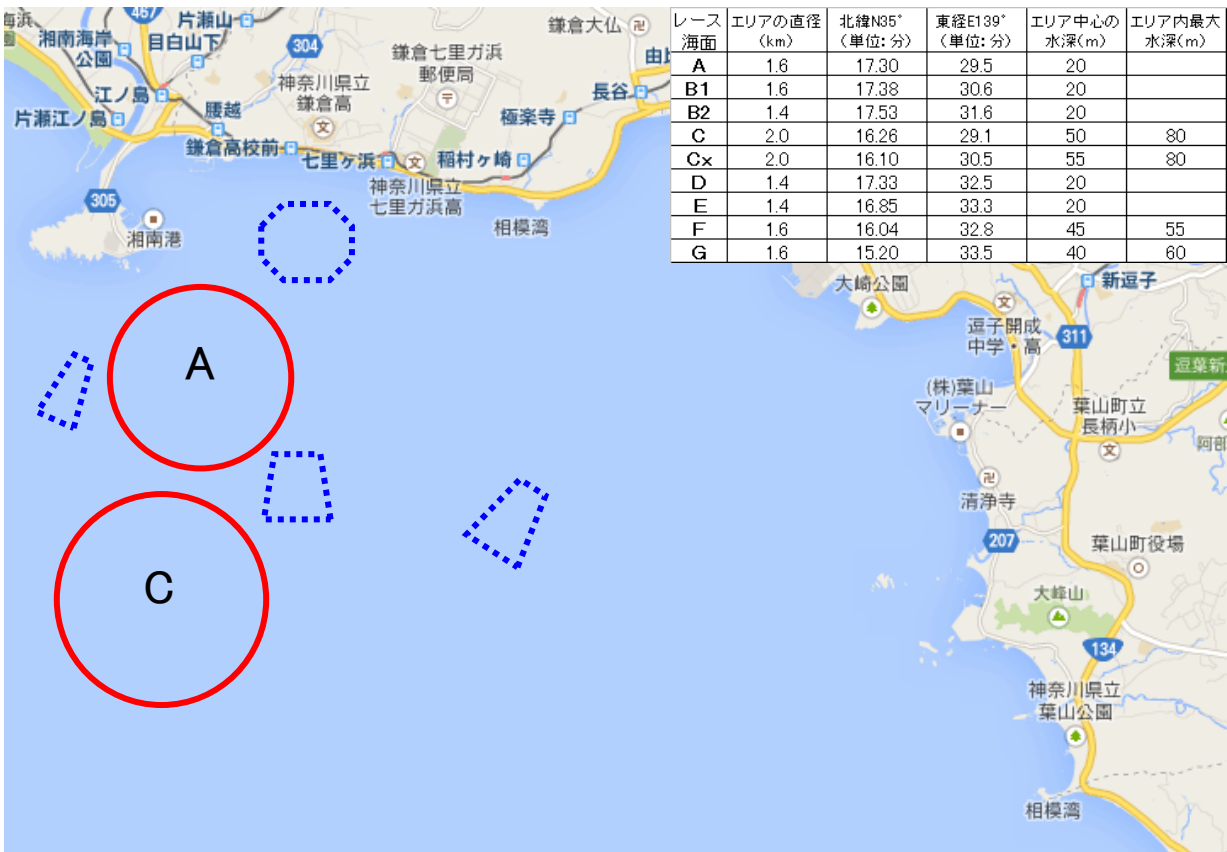 海浜
467
片瀬山
湘南海岸
公園
目白山下
304
鎌倉大仏
鎌倉七里ガ浜
郵便局
神奈川県立
鎌倉高
江ノ島
腰越
長谷
極楽寺
片瀬江ノ島
鎌倉高校前
七里ヶ浜
稲村ヶ崎
神奈川県立
七里ガ浜高
305
湘南港
相模湾
レース
海面
エリアの直径
(km)
北緯N35°
(単位:分)
東経E139°
(単位:分)
エリア中心の
水深(m)
エリア内最大
水深(m)
A 1.6 17.30 29.5 20
B1 1.6 17.38 30.6 20
B2 1.4 17.53 31.6 20
C 2.0 16.26 29.1 50 80
Cx 2.0 16.10 30.5 55 80
D 1.4 17.33 32.5 20
E 1.4 16.85 33.3 20
F 1.6 16.04 32.8 45 55
G 1.6 15.20 33.5 40 60
大崎公園
新逗子
逗子開成
中学・高
311
逗葉新
A
(株)葉山
マリーナー
葉山町立
長柄小
阿部
清浄寺
207
葉山町役場
C
大峰山
134
神奈川県立
葉山公園
相模湾